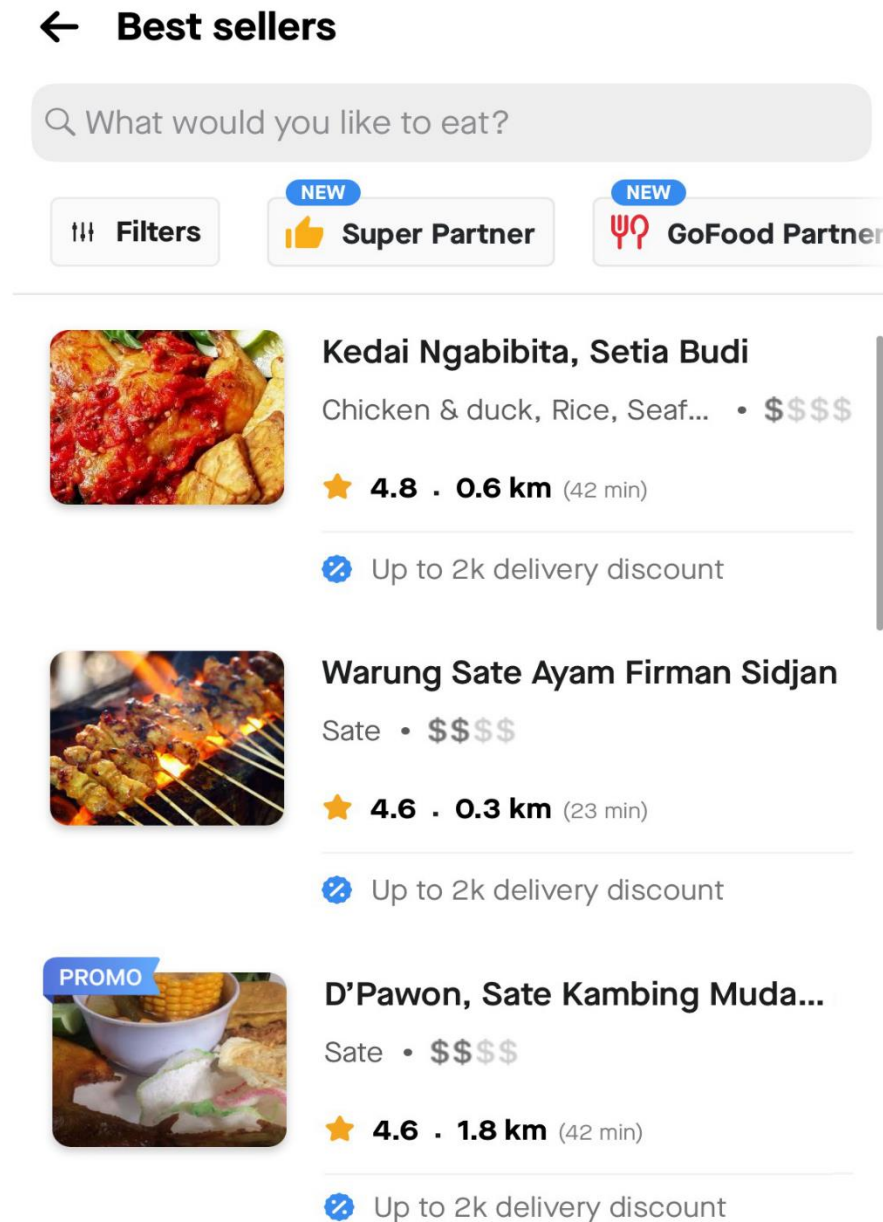 Best sellers
What would you like to eat?
NEW
NEW
Filters
Super Partner
GoFood Partner
Kedai Ngabibita, Setia Budi
Chicken & duck, Rice, Seaf... • $$$$
4.8 . 0.6 km (42 min)
Up to 2k delivery discount
Warung Sate Ayam Firman Sidjan
Sate • $$$$
4.6 . 0.3 km (23 min)
Up to 2k delivery discount
PROMO
D’Pawon, Sate Kambing Muda...
Sate • $$$$
4.6 . 1.8 km (42 min)
Up to 2k delivery discount